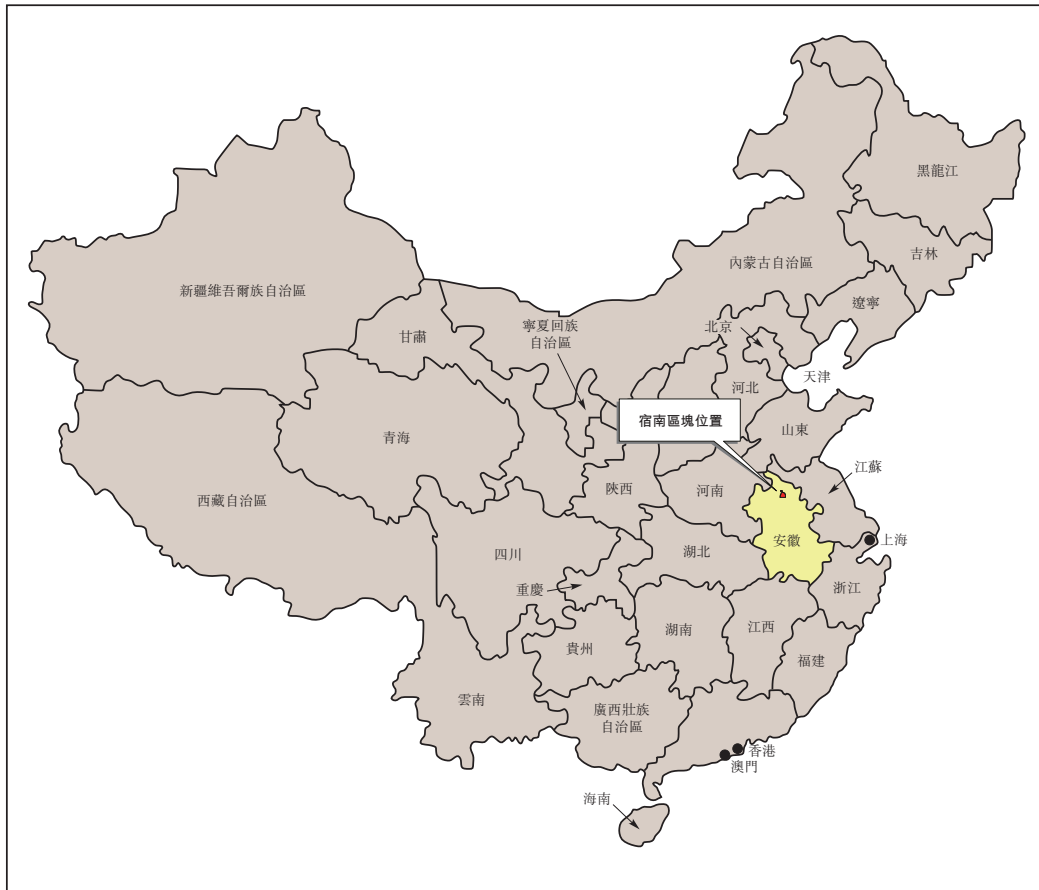 黑龍江
吉林
內蒙古自治區
遼寧
新疆維吾爾族自治區
寧夏回族
自治區
北京
甘肅
天津
河北
宿南區塊位置
山東
青海
江蘇
陝西
河南
西藏自治區
安徽
上海
四川
湖北
重慶
浙江
湖南
江西
貴州
福建
雲南
廣西壯族
自治區
香港
澳門
海南